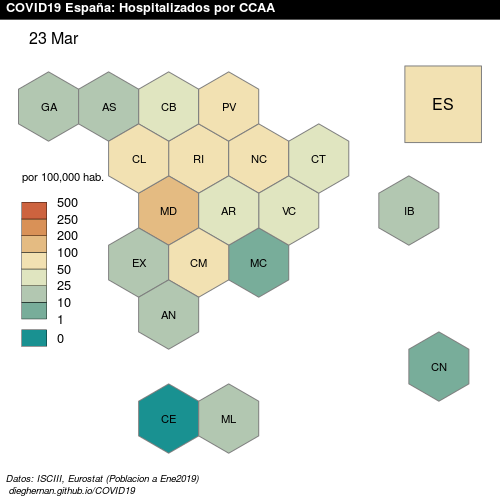 COVID19 España: Hospitalizados por CCAA
23 Mar
GA AS CB PV ES
CL RI NC CT
por 100,000 hab.
MD AR VC IB
500
250
200
100
50
25
10
1
0
EX CM MC
AN
CN
CE ML
Datos: ISCIII, Eurostat (Poblacion a Ene2019)
dieghernan.github.io/COVID19